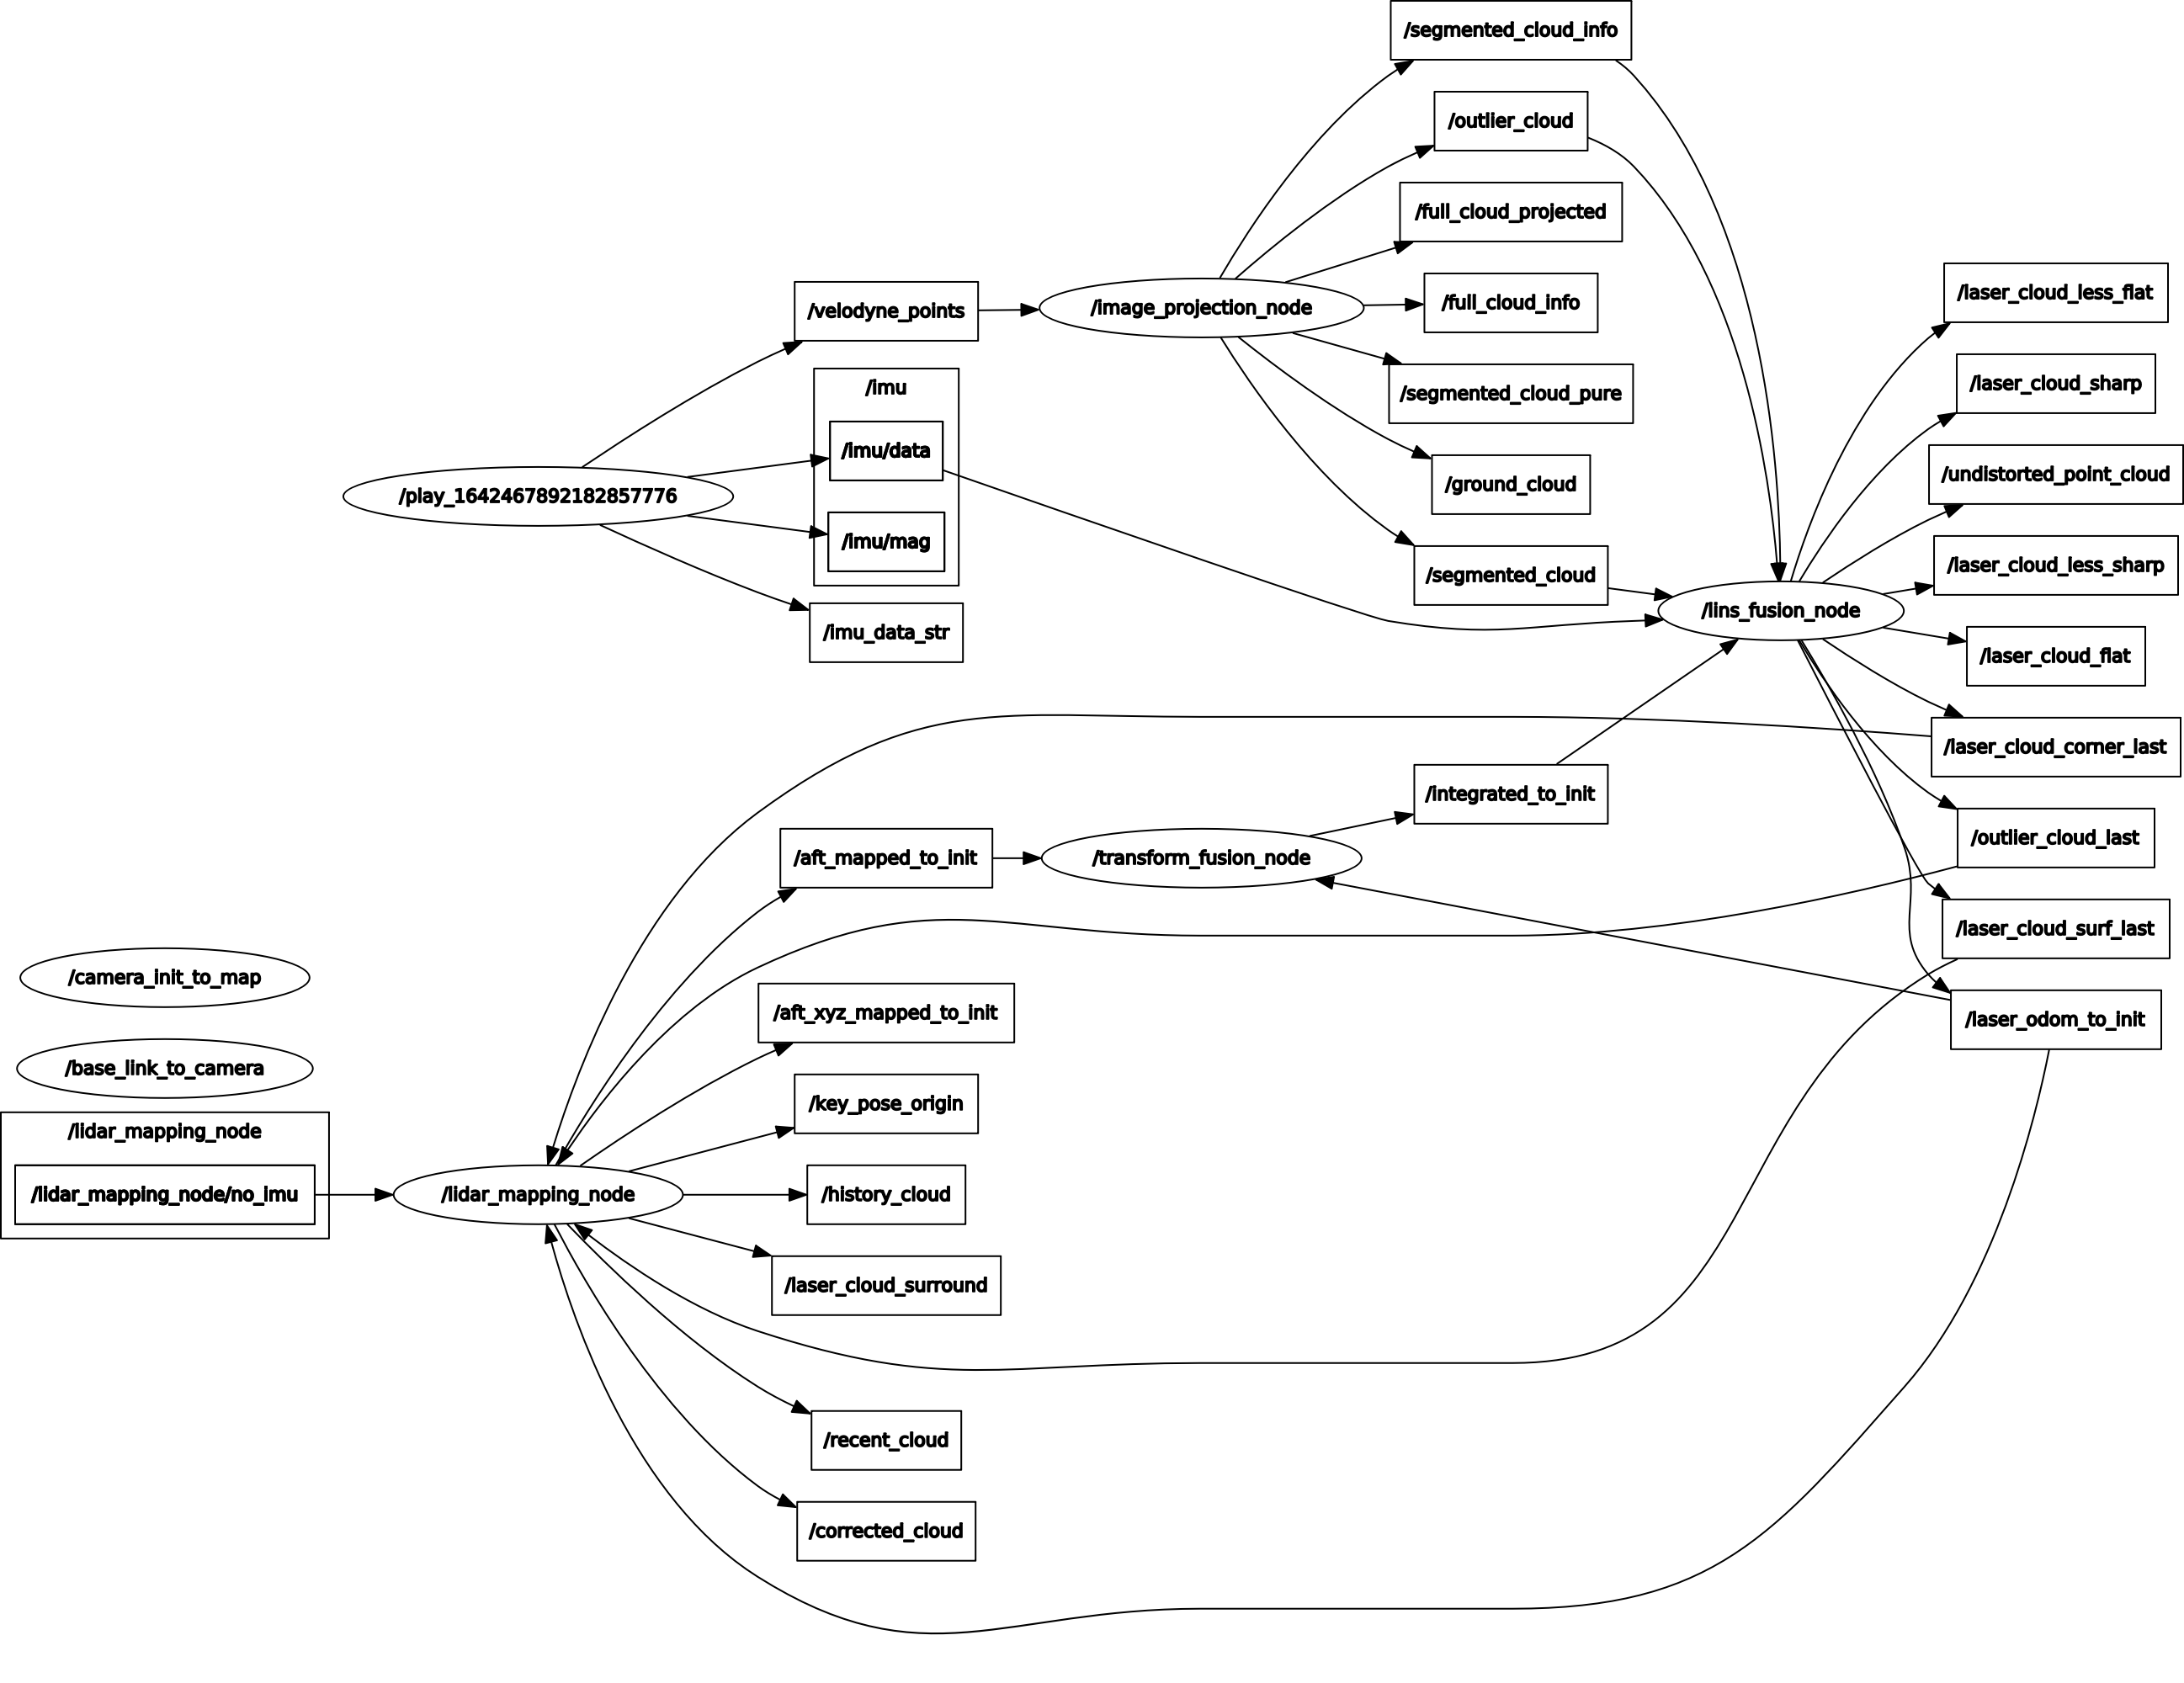 /segmented_cloud_info
/outlier_cloud
/full_cloud_projected
/velodyne_points
/image_projection_node
/full_cloud_info
/laser_cloud_less_flat
/imu
/segmented_cloud_pure
/laser_cloud_sharp
/imu/data
/play_1642467892182857776
/ground_cloud
/undistorted_point_cloud
/imu/mag
/segmented_cloud
/laser_cloud_less_sharp
/imu_data_str
/lins_fusion_node
/laser_cloud_flat
/laser_cloud_corner_last
/integrated_to_init
/aft_mapped_to_init
/transform_fusion_node
/outlier_cloud_last
/laser_cloud_surf_last
/camera_init_to_map
/aft_xyz_mapped_to_init
/laser_odom_to_init
/base_link_to_camera
/key_pose_origin
/lidar_mapping_node
/lidar_mapping_node/no_imu
/lidar_mapping_node
/history_cloud
/laser_cloud_surround
/recent_cloud
/corrected_cloud